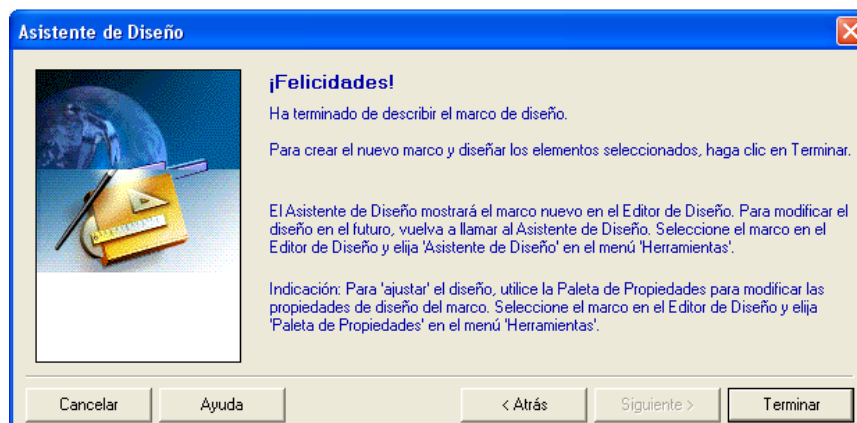 Asistente de Diseño
¡Felicidades!
Ha terminado de describir el marco de diseño.
Para crear el nuevo marco y diseñar los elementos seleccionados, haga clic en Terminar.
El Asistente de Diseño mostrará el marco nuevo en el Editor de Diseño. Para modificar el
diseño en el futuro, vuelva a llamar al Asistente de Diseño. Seleccione el marco en el
Editor de Diseño y elija 'Asistente de Diseño' en el menú 'Herramientas'.
Indicación: Para 'ajustar' el diseño, utilice la Paleta de Propiedades para modificar las
propiedades de diseño del marco. Seleccione el marco en el Editor de Diseño y elija
'Paleta de Propiedades' en el menú 'Herramientas'.
Cancelar Ayuda < Atrás Siguiente > Terminar